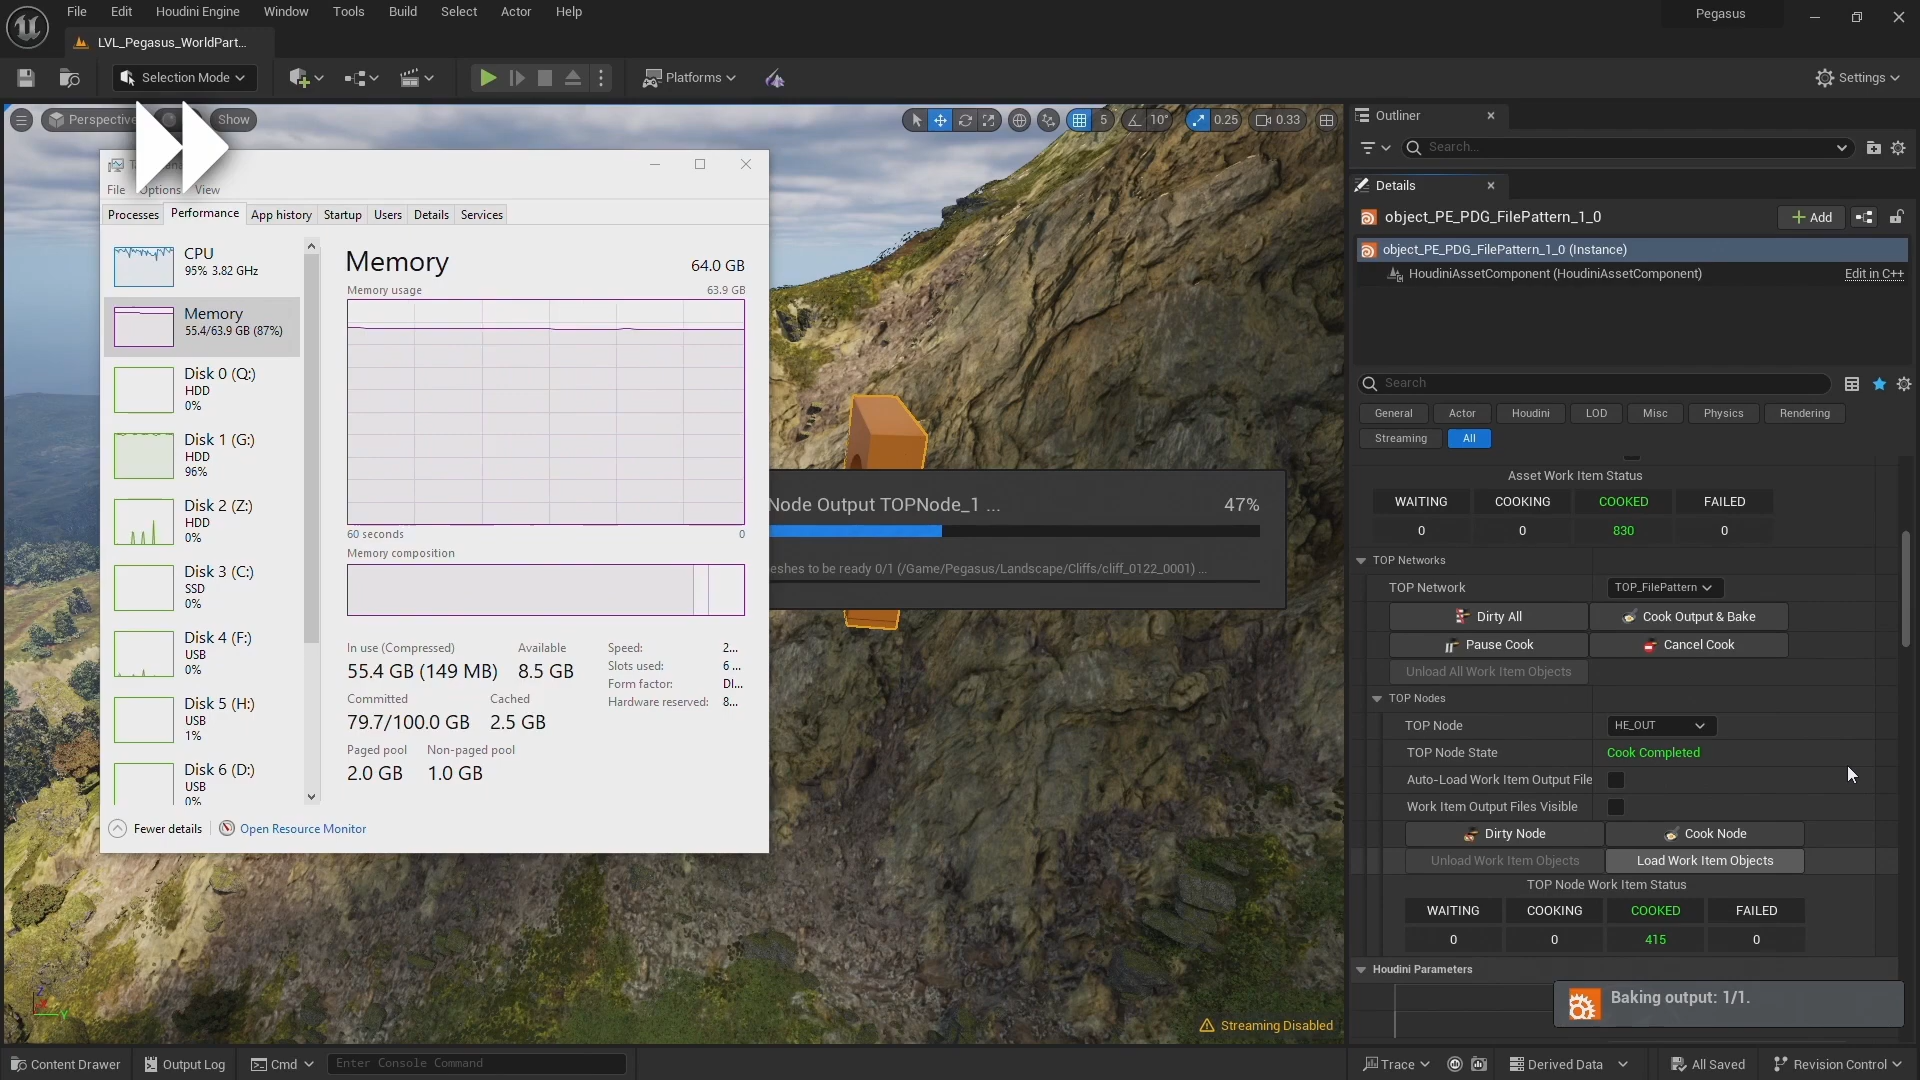 File Edit Houdini Engine Window Tools Build Select Actor Help
Pegasus
LVL_Pegasus_WorldPart...
Selection Mode
Platforms
Settings
Perspective
Show
5
10°
0.25
0.33
File Options View
Processes Performance App history Startup Users Details Services
CPU
95% 3.82 GHz
Memory
55.4/63.9 GB (87%)
Disk 0 (Q:)
HDD
0%
Disk 1 (G:)
HDD
96%
Disk 2 (Z:)
HDD
0%
Disk 3 (C:)
SSD
0%
Disk 4 (F:)
USB
0%
Disk 5 (H:)
USB
1%
Disk 6 (D:)
USB
0%
Memory
64.0 GB
Memory usage
63.9 GB
60 seconds
0
Memory composition
In use (Compressed)
55.4 GB (149 MB)
Available
8.5 GB
Committed
79.7/100.0 GB
Cached
2.5 GB
Paged pool
2.0 GB
Non-paged pool
1.0 GB
Speed: 2...
Slots used: 6 ...
Form factor: DI...
Hardware reserved: 8...
Fewer details
Open Resource Monitor
Node Output TOPNode_1 ...
47%
eshes to be ready 0/1 (/Game/Pegasus/Landscape/Cliffs/cliff_0122_0001) ...
Streaming Disabled
Outliner
Search...
Details
object_PE_PDG_FilePattern_1_0
Add
object_PE_PDG_FilePattern_1_0 (Instance)
HoudiniAssetComponent (HoudiniAssetComponent)
Edit in C++
Search
General Actor Houdini LOD Misc Physics Rendering
Streaming All
Asset Work Item Status
WAITING COOKING COOKED FAILED
0 0 830 0
TOP Networks
TOP Network
TOP_FilePattern
Dirty All
Cook Output & Bake
Pause Cook
Cancel Cook
Unload All Work Item Objects
TOP Nodes
TOP Node
HE_OUT
TOP Node State
Cook Completed
Auto-Load Work Item Output File
Work Item Output Files Visible
Dirty Node
Cook Node
Unload Work Item Objects
Load Work Item Objects
TOP Node Work Item Status
WAITING COOKING COOKED FAILED
0 0 415 0
Houdini Parameters
Baking output: 1/1.
Content Drawer
Output Log
Cmd
Enter Console Command
Trace
Derived Data
All Saved
Revision Control